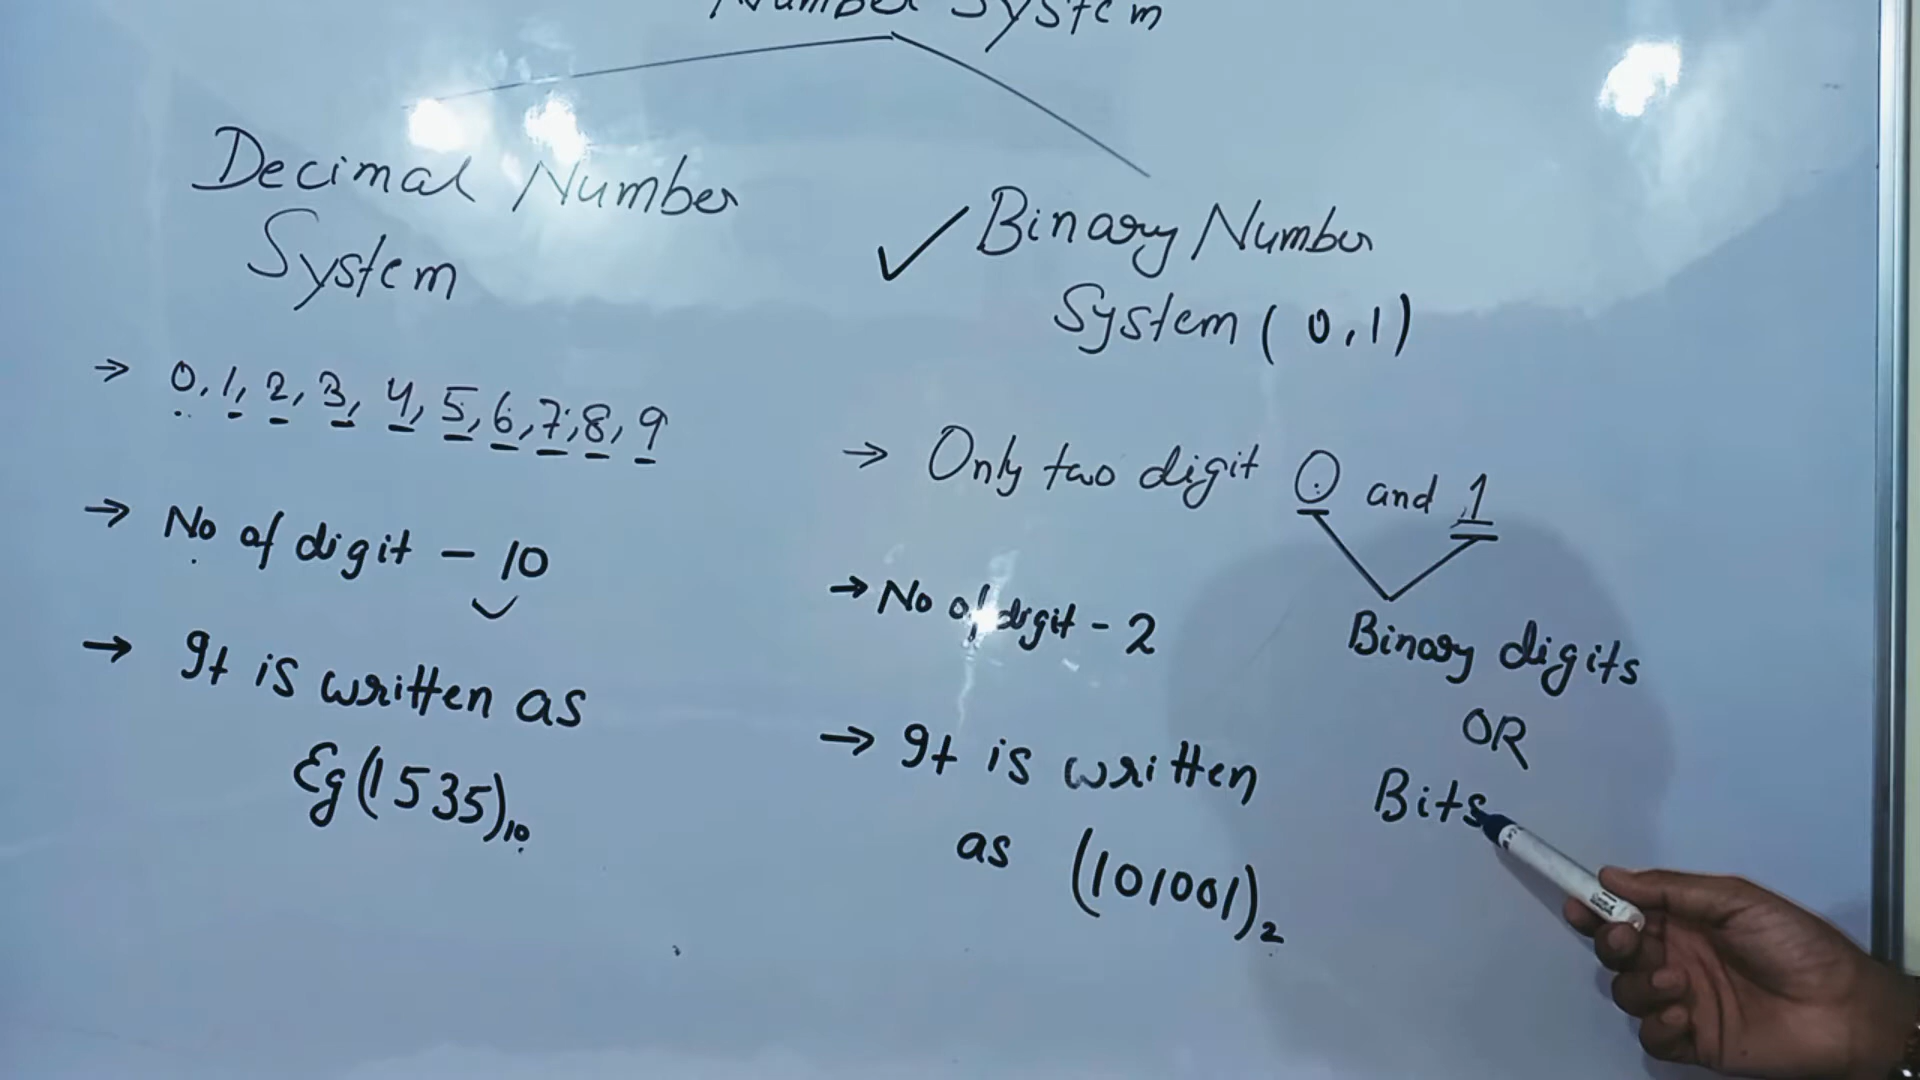 Number System
Decimal Number
System
→ 0, 1, 2, 3, 4, 5, 6, 7, 8, 9
→ No of digit - 10
→ It is written as
Eg (1535)10
✓ Binary Number
System (0,1)
→ Only two digit 0 and 1
Binary digits
OR
Bits
→ No of digit - 2
→ It is written
as (101001)2